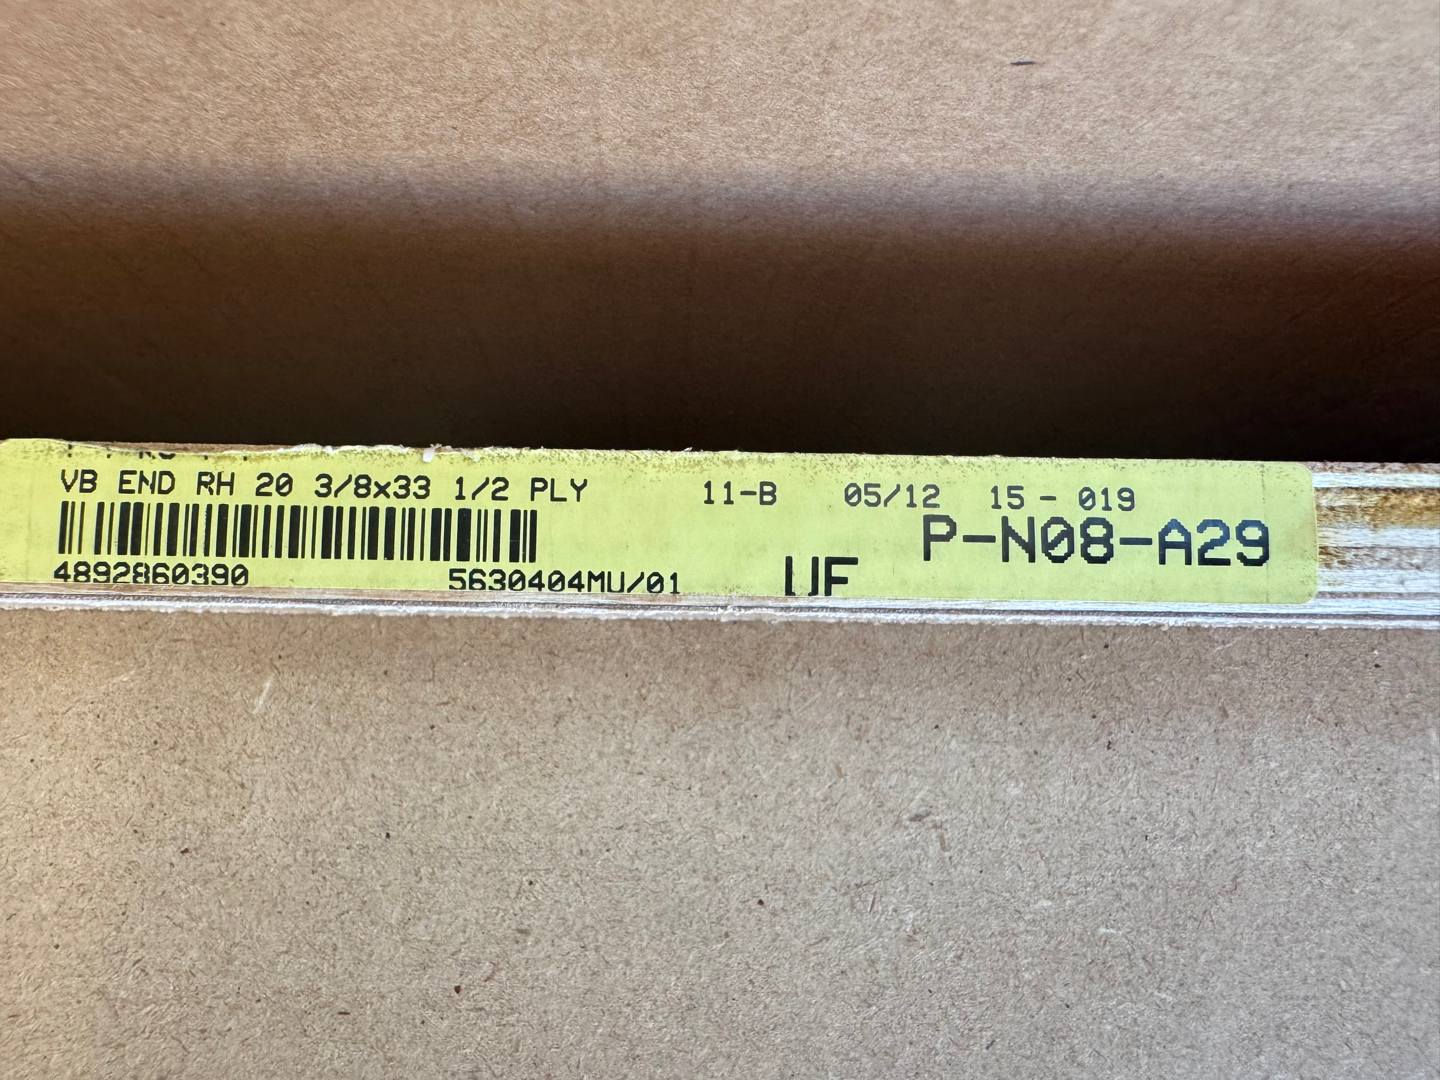 VB END RH 20 3/8x33 1/2 PLY 11-B 05/12 15 - 019
P-N08-A29
4892860390 5630404MU/01 UF